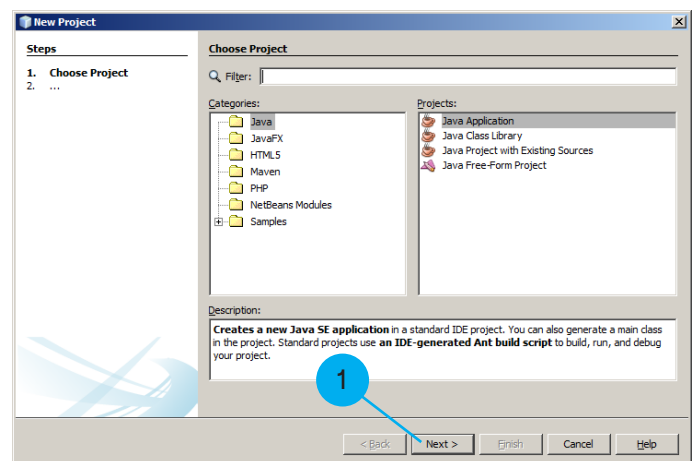 New Project
Steps
1. Choose Project
2. ...
Choose Project
Filter:
Categories:
Java
JavaFX
HTML5
Maven
PHP
NetBeans Modules
Samples
Projects:
Java Application
Java Class Library
Java Project with Existing Sources
Java Free-Form Project
Description:
Creates a new Java SE application in a standard IDE project. You can also generate a main class
in the project. Standard projects use an IDE-generated Ant build script to build, run, and debug
your project.
1
< Back
Next >
Finish
Cancel
Help